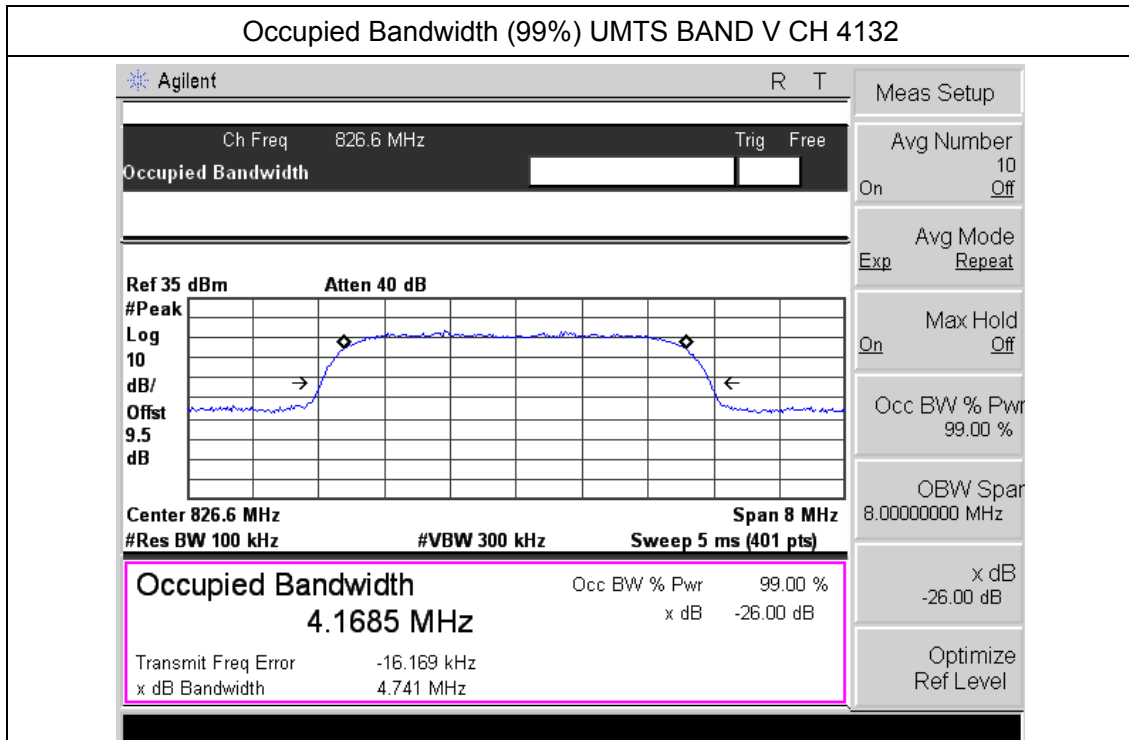 Occupied Bandwidth (99%) UMTS BAND V CH 4132
Agilent R T
Ch Freq 826.6 MHz Trig Free
Occupied Bandwidth
Ref 35 dBm Atten 40 dB
#Peak
Log
10
dB/
Offst
9.5
dB
Center 826.6 MHz Span 8 MHz
#Res BW 100 kHz #VBW 300 kHz Sweep 5 ms (401 pts)
Occupied Bandwidth
4.1685 MHz
Occ BW % Pwr 99.00 %
x dB -26.00 dB
Transmit Freq Error -16.169 kHz
x dB Bandwidth 4.741 MHz
Meas Setup
Avg Number
10
On Off
Avg Mode
Exp Repeat
Max Hold
On Off
Occ BW % Pwr
99.00 %
OBW Span
8.00000000 MHz
x dB
-26.00 dB
Optimize
Ref Level